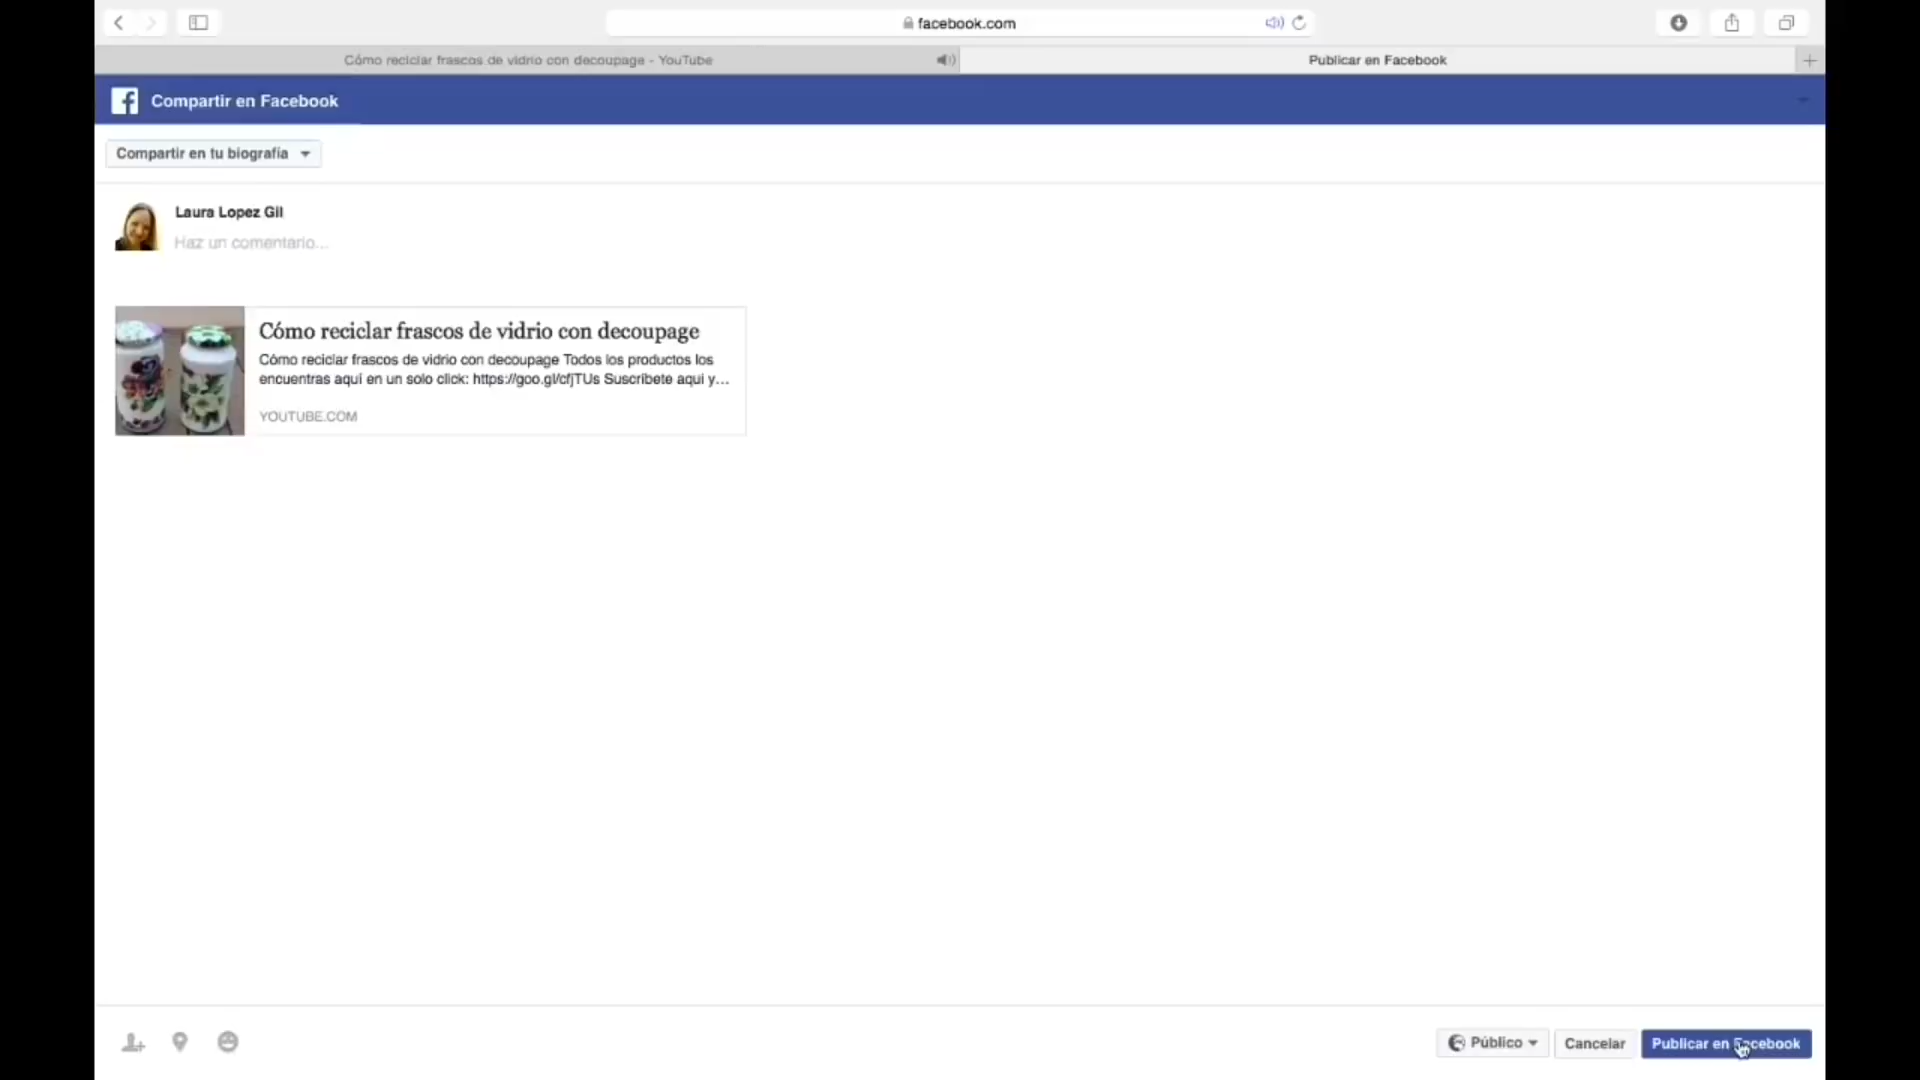 facebook.com
Cómo reciclar frascos de vidrio con decoupage - YouTube
Publicar en Facebook
Compartir en Facebook
Compartir en tu biografía
Laura Lopez Gil
Haz un comentario...
Cómo reciclar frascos de vidrio con decoupage
Cómo reciclar frascos de vidrio con decoupage Todos los productos los
encuentras aquí en un solo click: https://goo.gl/cfjTUs Suscríbete aqui y...
YOUTUBE.COM
Público
Cancelar
Publicar en Facebook